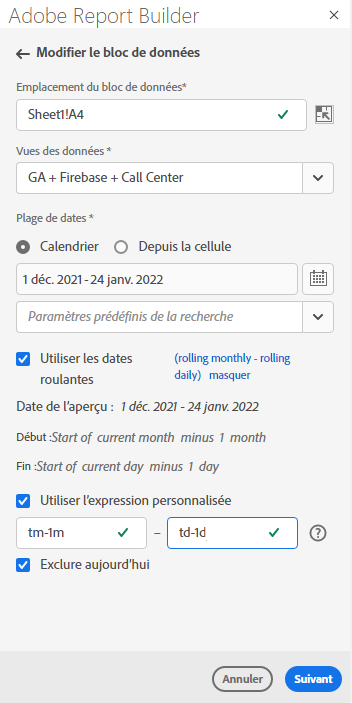 Adobe Report Builder
Modifier le bloc de données
Emplacement du bloc de données*
Sheet1!A4
Vues des données *
GA + Firebase + Call Center
Plage de dates *
Calendrier Depuis la cellule
1 déc. 2021 - 24 janv. 2022
Paramètres prédéfinis de la recherche
Utiliser les dates (rolling monthly - rolling
roulantes daily) masquer
Date de l’aperçu : 1 déc. 2021 - 24 janv. 2022
Début :Start of current month minus 1 month
Fin :Start of current day minus 1 day
Utiliser l’expression personnalisée
tm-1m – td-1d
Exclure aujourd’hui
Annuler Suivant